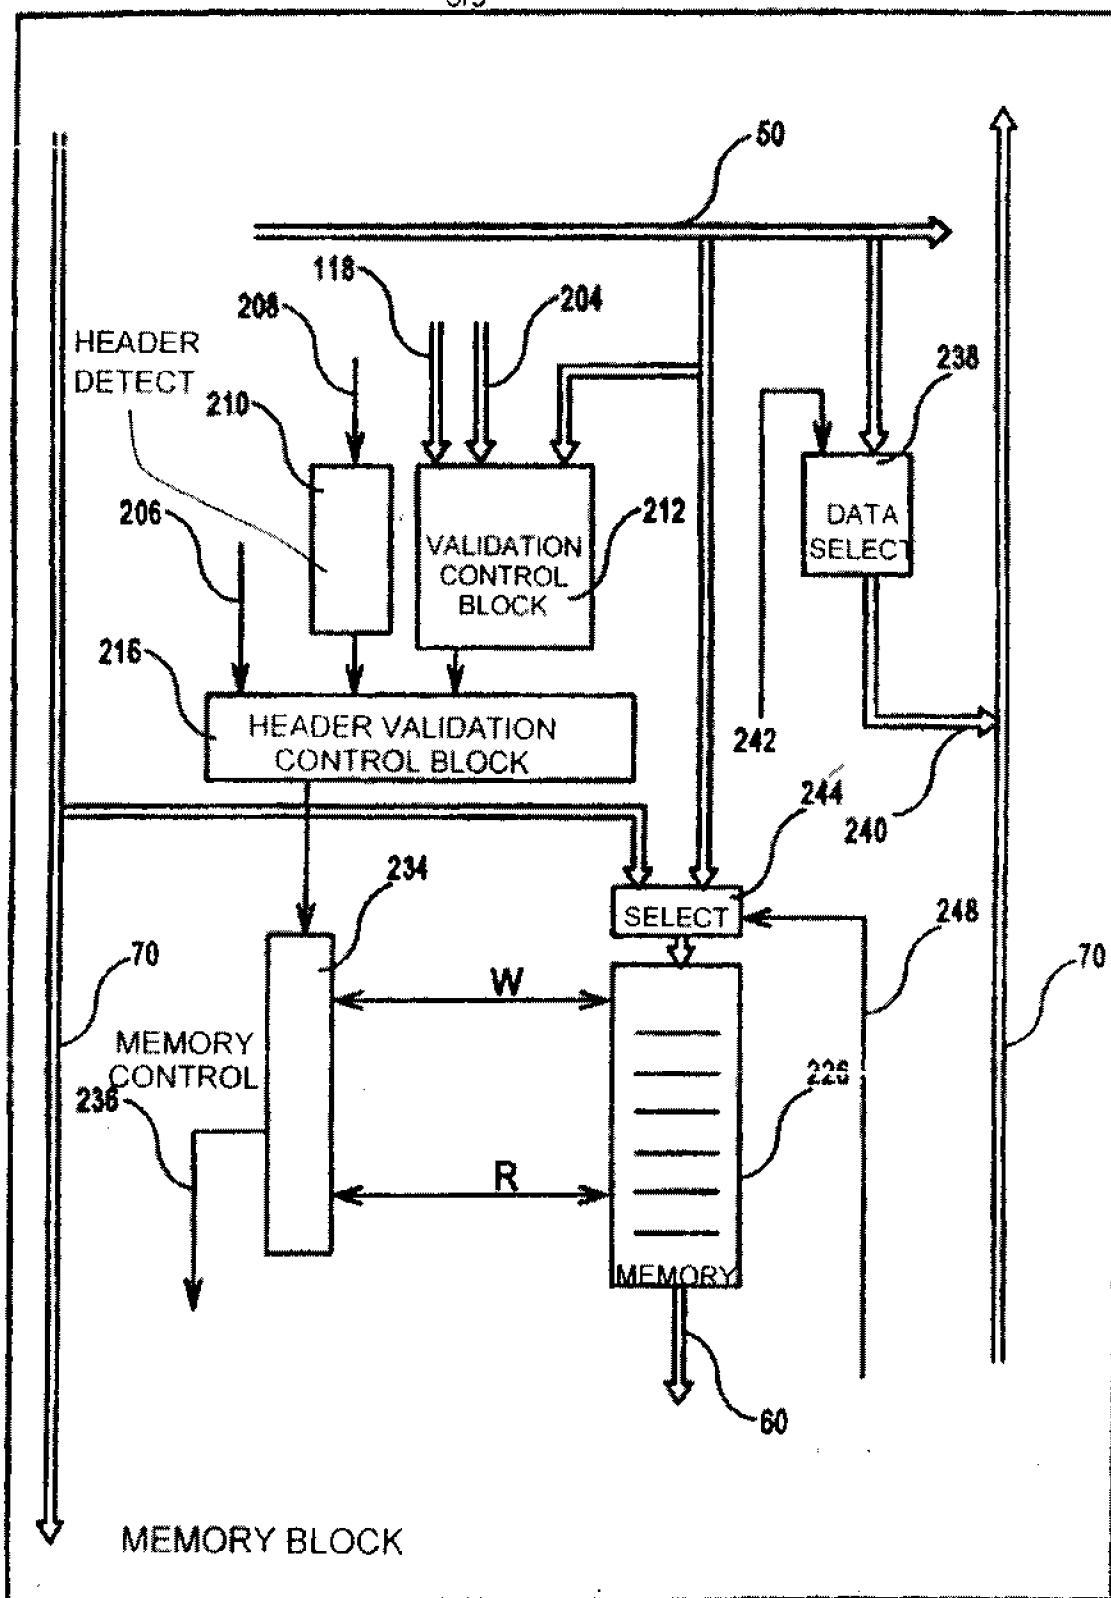 50
118
208
204
HEADER
DETECT
238
210
206
212
VALIDATION
CONTROL
BLOCK
DATA
SELECT
216
HEADER VALIDATION
CONTROL BLOCK
242
244
240
234
SELECT
248
70
W
70
MEMORY
CONTROL
226
236
R
MEMORY
60
MEMORY BLOCK